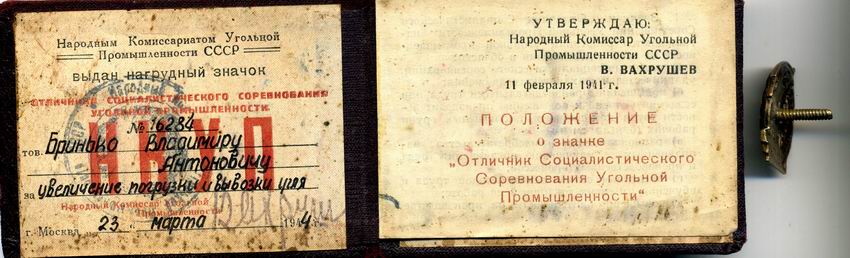 Народным Комиссариатом Угольной
Промышленности СССР
выдан нагрудный значок
ОТЛИЧНИК СОЦИАЛИСТИЧЕСКОГО СОРЕВНОВАНИЯ
УГОЛЬНОЙ ПРОМЫШЛЕННОСТИ
№ 16284
НКУП
тов. Бринько Владимиру
Антоновичу
за увеличение погрузки и вывозки угля
Народный Комиссар Угольной
Промышленности
г. Москва 23 марта 1944 г.
УТВЕРЖДАЮ:
Народный Комиссар Угольной
Промышленности СССР
В. ВАХРУШЕВ
11 февраля 1941 г.
ПОЛОЖЕНИЕ
о значке
„Отличник Социалистического
Соревнования Угольной
Промышленности“